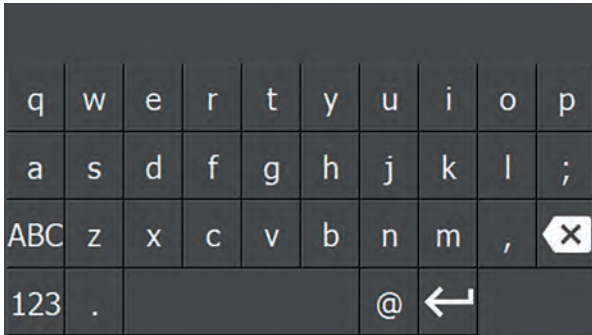 q w e r t y u i o p
a s d f g h j k l ;
ABC z x c v b n m ,
123 . @